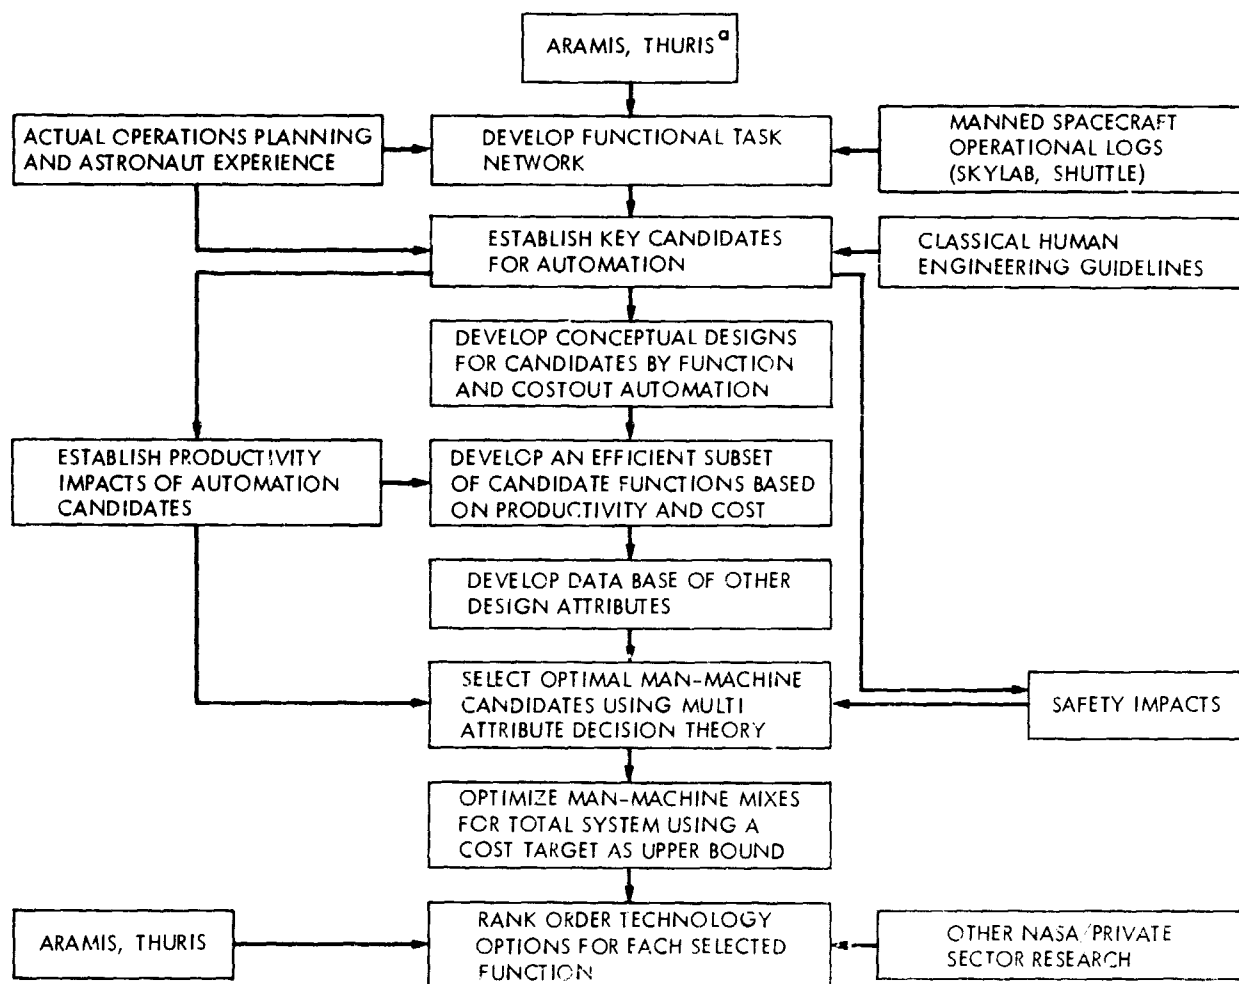 ARAMIS, THURIS a
ACTUAL OPERATIONS PLANNING
AND ASTRONAUT EXPERIENCE
DEVELOP FUNCTIONAL TASK
NETWORK
MANNED SPACECRAFT
OPERATIONAL LOGS
(SKYLAB, SHUTTLE)
ESTABLISH KEY CANDIDATES
FOR AUTOMATION
CLASSICAL HUMAN
ENGINEERING GUIDELINES
DEVELOP CONCEPTUAL DESIGNS
FOR CANDIDATES BY FUNCTION
AND COSTOUT AUTOMATION
ESTABLISH PRODUCTIVITY
IMPACTS OF AUTOMATION
CANDIDATES
DEVELOP AN EFFICIENT SUBSET
OF CANDIDATE FUNCTIONS BASED
ON PRODUCTIVITY AND COST
DEVELOP DATA BASE OF OTHER
DESIGN ATTRIBUTES
SELECT OPTIMAL MAN-MACHINE
CANDIDATES USING MULTI
ATTRIBUTE DECISION THEORY
SAFETY IMPACTS
OPTIMIZE MAN-MACHINE MIXES
FOR TOTAL SYSTEM USING A
COST TARGET AS UPPER BOUND
ARAMIS, THURIS
RANK ORDER TECHNOLOGY
OPTIONS FOR EACH SELECTED
FUNCTION
OTHER NASA/PRIVATE
SECTOR RESEARCH